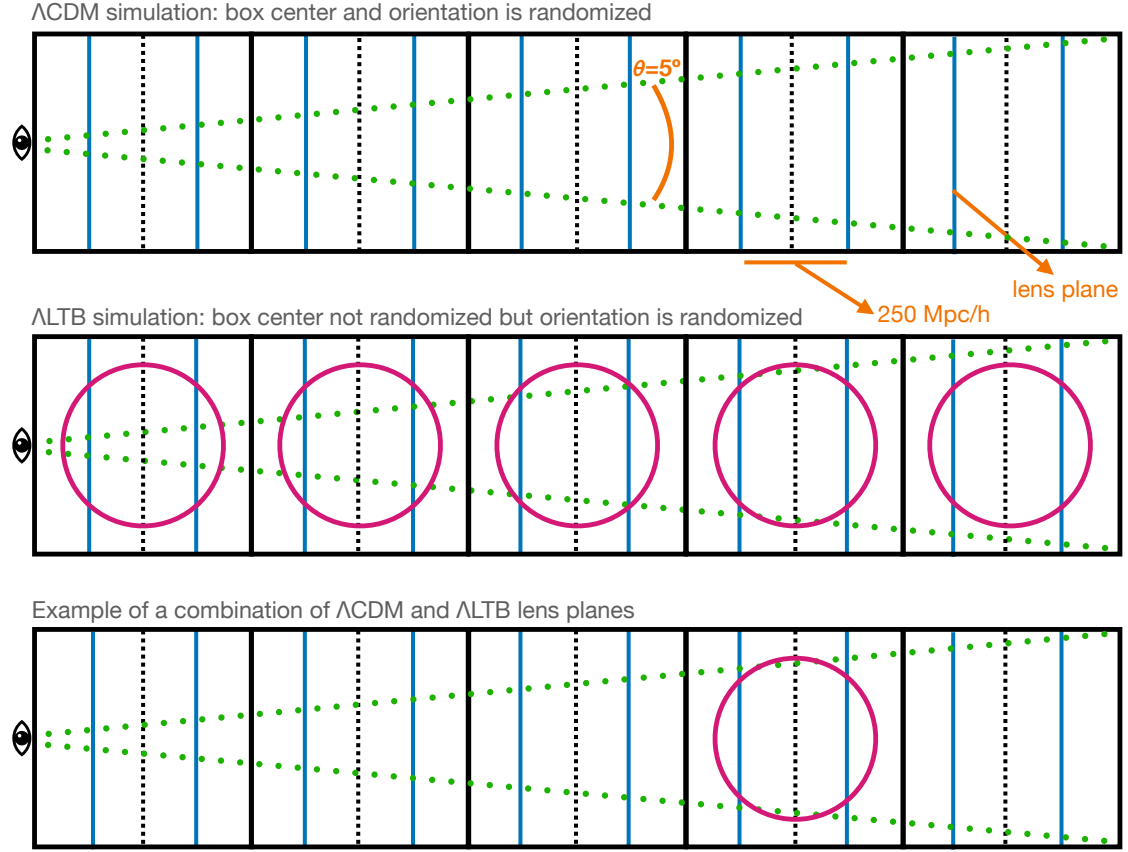 ΛCDM simulation: box center and orientation is randomized
θ=5º
lens plane
250 Mpc/h
ΛLTB simulation: box center not randomized but orientation is randomized
Example of a combination of ΛCDM and ΛLTB lens planes